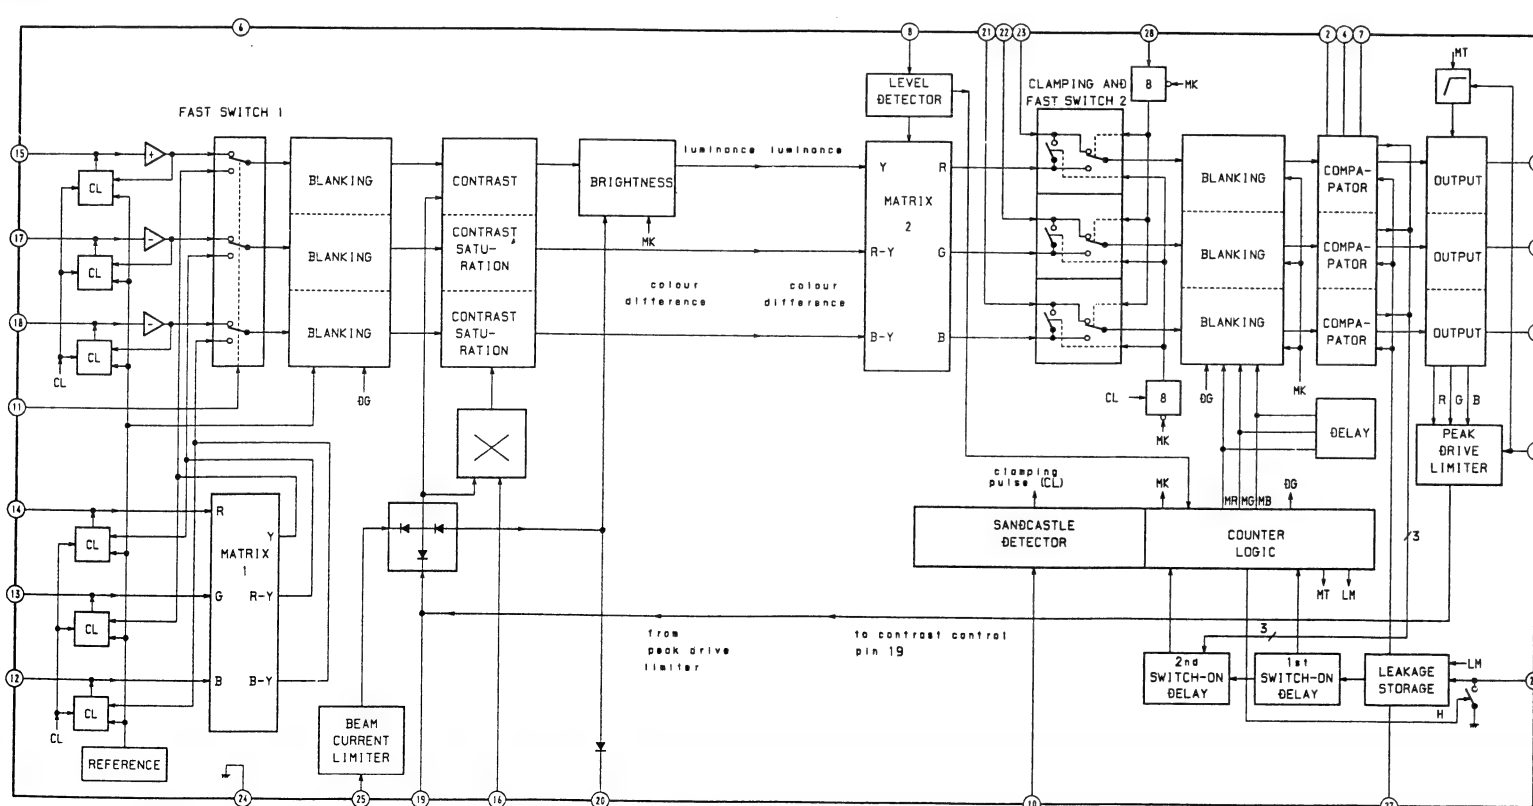 6
8
21
22
23
28
2
4
7
MT
FAST SWITCH 1
LEVEL
DETECTOR
CLAMPING AND
FAST SWITCH 2
8
MK
15
+
CL
BLANKING
CONTRAST
BRIGHTNESS
MK
luminance luminance
Y
R
MATRIX
2
BLANKING
COMPA-
PATOR
OUTPUT
17
-
CL
BLANKING
CONTRAST
SATU-
RATION
R-Y
G
BLANKING
COMPA-
PATOR
OUTPUT
colour
difference
colour
difference
18
-
CL
CL
BLANKING
CONTRAST
SATU-
RATION
B-Y
B
BLANKING
COMPA-
PATOR
OUTPUT
11
DG
CL
8
MK
DG
MK
R
G
B
DELAY
PEAK
DRIVE
LIMITER
clamping
pulse (CL)
MK
MR
MG
MB
DG
14
CL
R
Y
MATRIX
1
SANDCASTLE
DETECTOR
COUNTER
LOGIC
3
MT
LM
13
CL
G
R-Y
from
peak drive
limiter
to contrast control
pin 19
3
12
CL
CL
B
B-Y
2nd
SWITCH-ON
DELAY
1st
SWITCH-ON
DELAY
LEAKAGE
STORAGE
LM
H
REFERENCE
BEAM
CURRENT
LIMITER
24
25
19
16
20
10
27